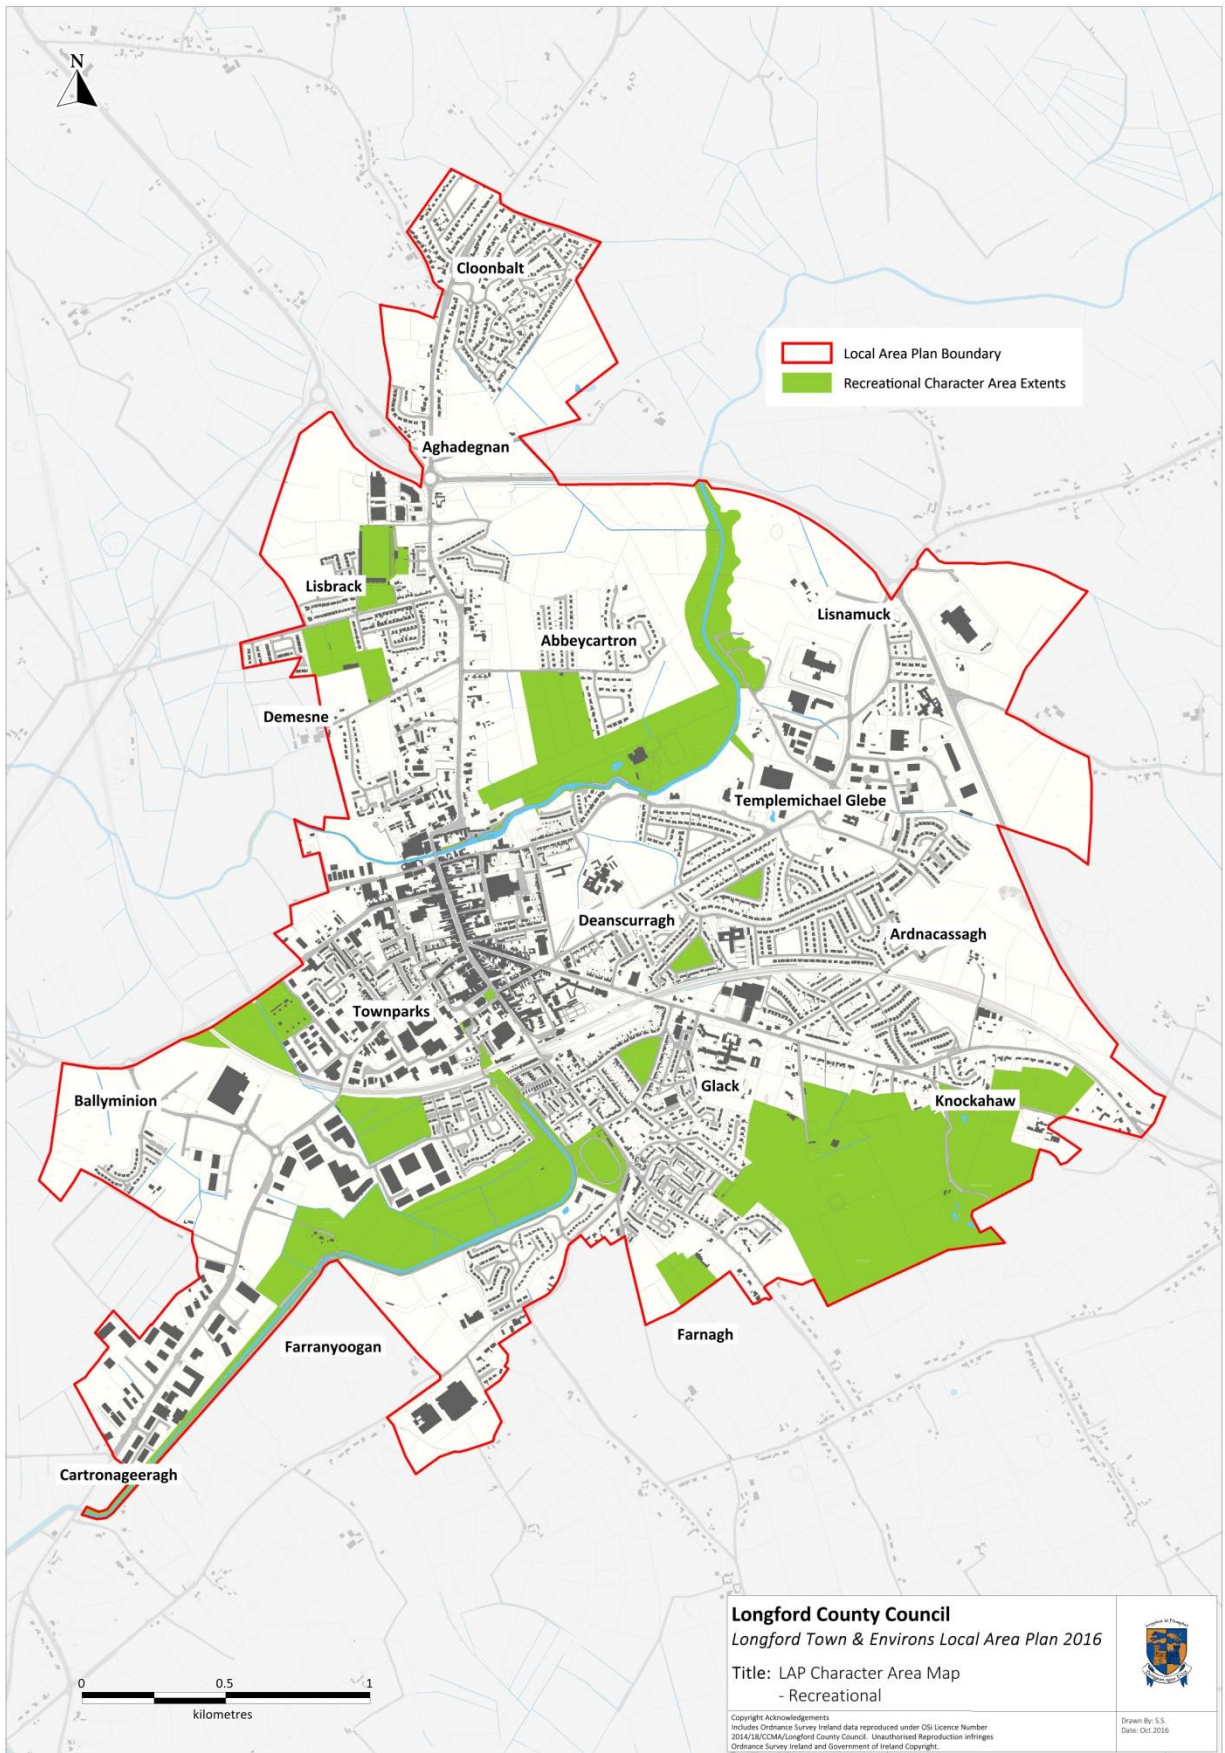 N
Cloonbalt
Local Area Plan Boundary
Recreational Character Area Extents
Aghadegnan
Lisbrack
Lisnamuck
Abbeycartron
Demesne
Templemichael Glebe
Deanscurragh
Ardnacassagh
Townparks
Glack
Ballyminion
Knockahaw
Farnagh
Farranyoogan
Cartronageeragh
0 0.5 1
kilometres
Longford County Council
Longford Town & Environs Local Area Plan 2016
Title: LAP Character Area Map
- Recreational
Copyright Acknowledgements
Includes Ordnance Survey Ireland data reproduced under OSi Licence Number
2014/18/CCMA/Longford County Council. Unauthorised Reproduction infringes
Ordnance Survey Ireland and Government of Ireland Copyright.
Drawn By: S.S.
Date: Oct.2016